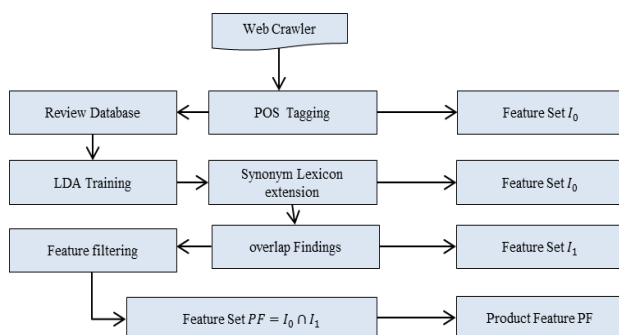 Web Crawler
Review Database
POS Tagging
Feature Set I₀
LDA Training
Synonym Lexicon
extension
Feature Set I₀
Feature filtering
overlap Findings
Feature Set I₁
Feature Set PF = I₀ ∩ I₁
Product Feature PF